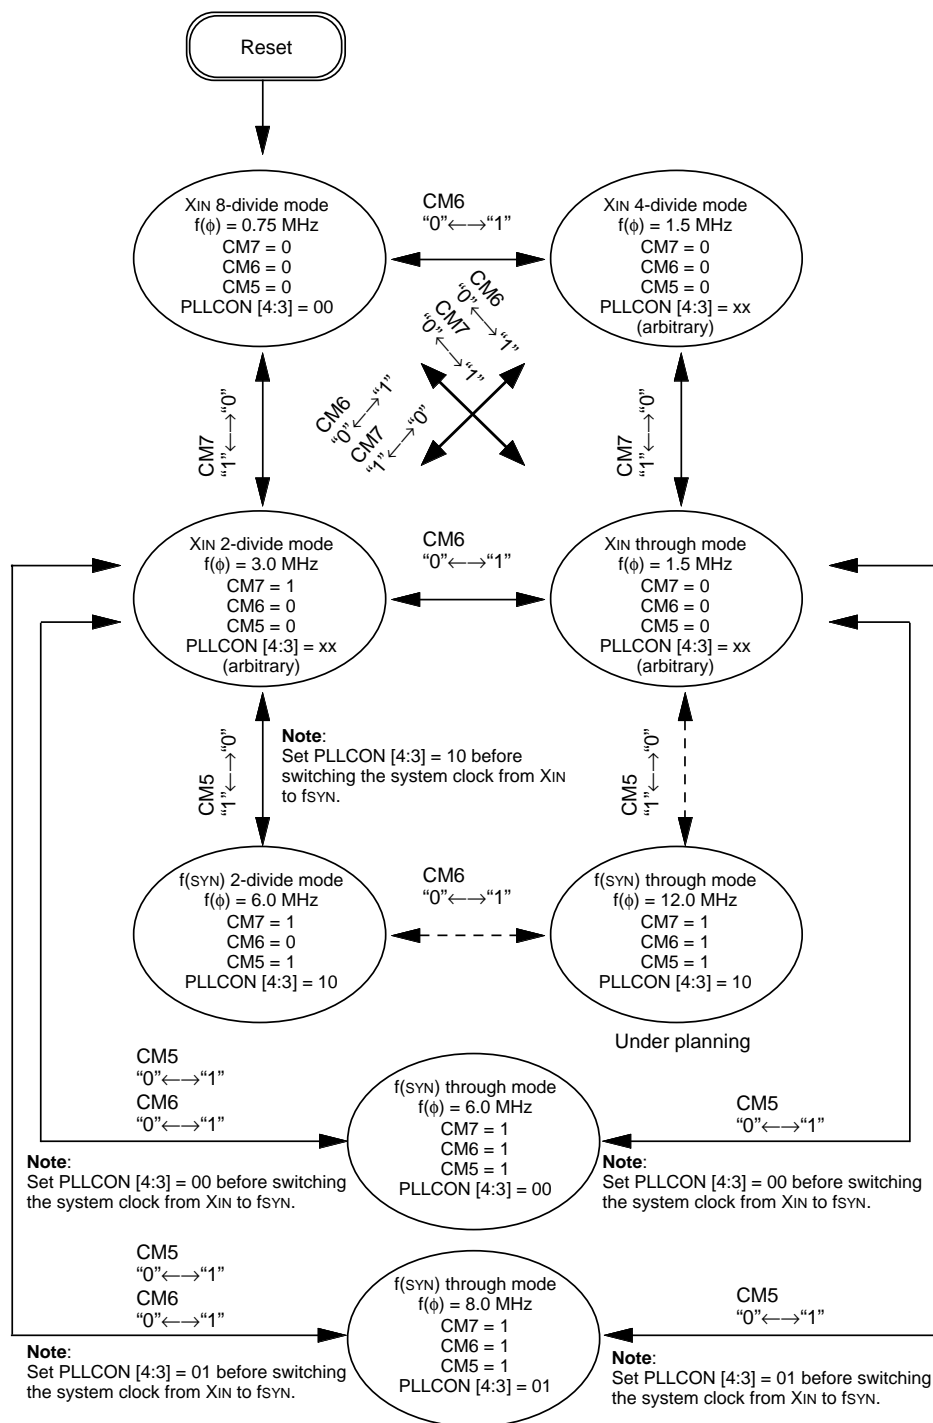 Reset
XIN 8-divide mode
f(ϕ) = 0.75 MHz
CM7 = 0
CM6 = 0
CM5 = 0
PLLCON [4:3] = 00
CM6
“0”←→“1”
XIN 4-divide mode
f(ϕ) = 1.5 MHz
CM7 = 0
CM6 = 0
CM5 = 0
PLLCON [4:3] = xx
(arbitrary)
CM7
“1”←→“0”
CM6
“0”←→“1”
CM7
“1”←→“0”
CM6
“0”←→“1”
CM7
“0”←→“1”
CM7
“1”←→“0”
XIN 2-divide mode
f(ϕ) = 3.0 MHz
CM7 = 1
CM6 = 0
CM5 = 0
PLLCON [4:3] = xx
(arbitrary)
CM6
“0”←→“1”
XIN through mode
f(ϕ) = 1.5 MHz
CM7 = 0
CM6 = 0
CM5 = 0
PLLCON [4:3] = xx
(arbitrary)
CM5
“1”←→“0”
Note:
Set PLLCON [4:3] = 10 before
switching the system clock from XIN
to fSYN.
CM5
“1”←→“0”
f(SYN) 2-divide mode
f(ϕ) = 6.0 MHz
CM7 = 1
CM6 = 0
CM5 = 1
PLLCON [4:3] = 10
CM6
“0”←→“1”
f(SYN) through mode
f(ϕ) = 12.0 MHz
CM7 = 1
CM6 = 1
CM5 = 1
PLLCON [4:3] = 10
Under planning
CM5
“0”←→“1”
CM6
“0”←→“1”
f(SYN) through mode
f(ϕ) = 6.0 MHz
CM7 = 1
CM6 = 1
CM5 = 1
PLLCON [4:3] = 00
CM5
“0”←→“1”
Note:
Set PLLCON [4:3] = 00 before switching
the system clock from XIN to fSYN.
Note:
Set PLLCON [4:3] = 00 before switching
the system clock from XIN to fSYN.
CM5
“0”←→“1”
CM6
“0”←→“1”
f(SYN) through mode
f(ϕ) = 8.0 MHz
CM7 = 1
CM6 = 1
CM5 = 1
PLLCON [4:3] = 01
CM5
“0”←→“1”
Note:
Set PLLCON [4:3] = 01 before switching
the system clock from XIN to fSYN.
Note:
Set PLLCON [4:3] = 01 before switching
the system clock from XIN to fSYN.